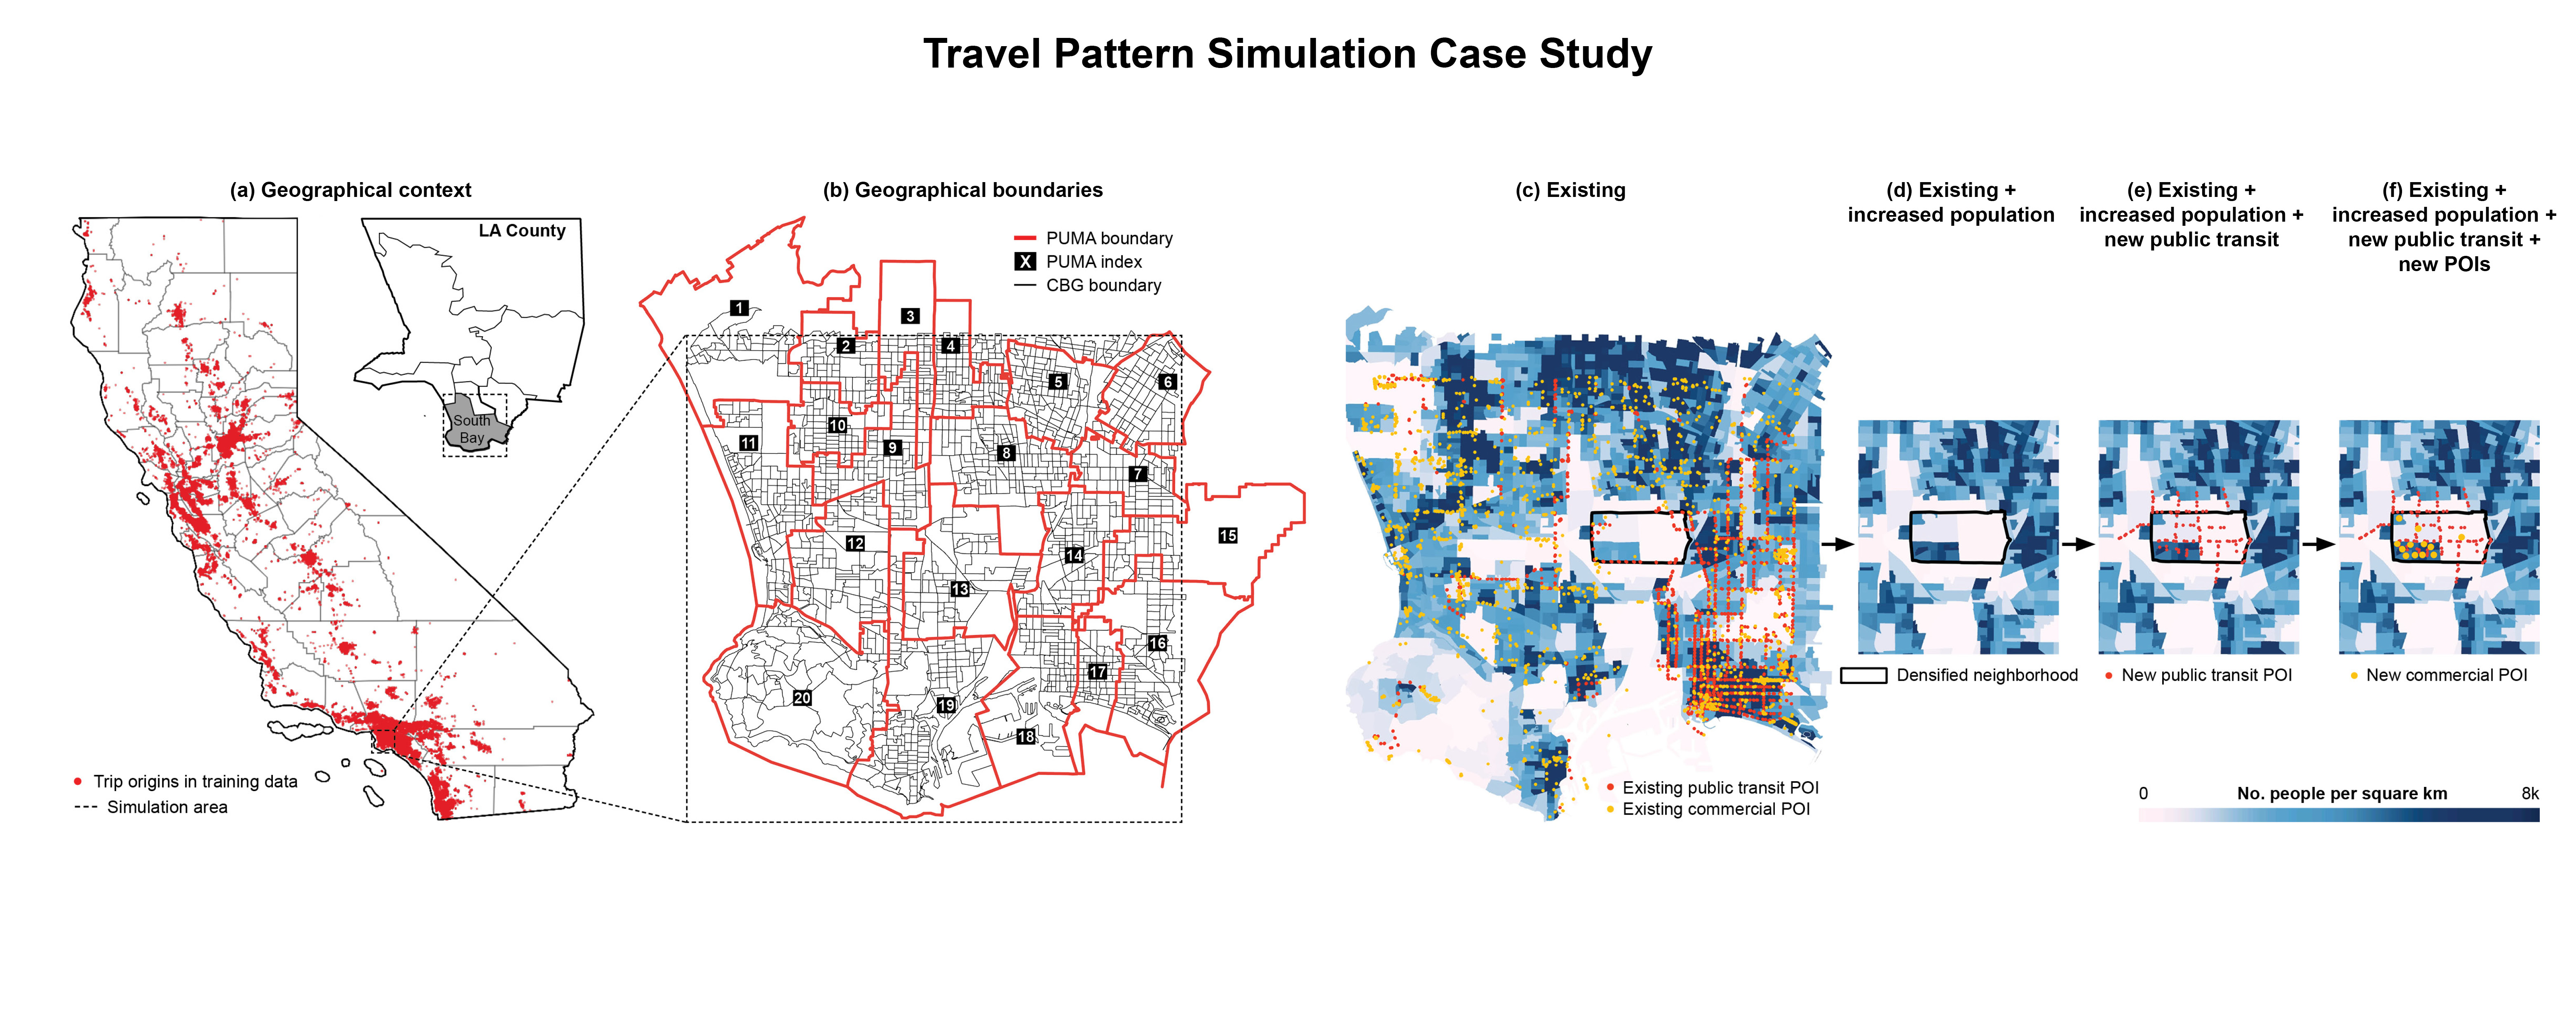 Travel Pattern Simulation Case Study
(a) Geographical context
LA County
South
Bay
Trip origins in training data
Simulation area
(b) Geographical boundaries
PUMA boundary
X PUMA index
CBG boundary
1
2
3
4
5
6
7
8
9
10
11
12
13
14
15
16
17
18
19
20
(c) Existing
Existing public transit POI
Existing commercial POI
(d) Existing +
increased population
Densified neighborhood
(e) Existing +
increased population +
new public transit
New public transit POI
(f) Existing +
increased population +
new public transit +
new POIs
New commercial POI
0 No. people per square km 8k